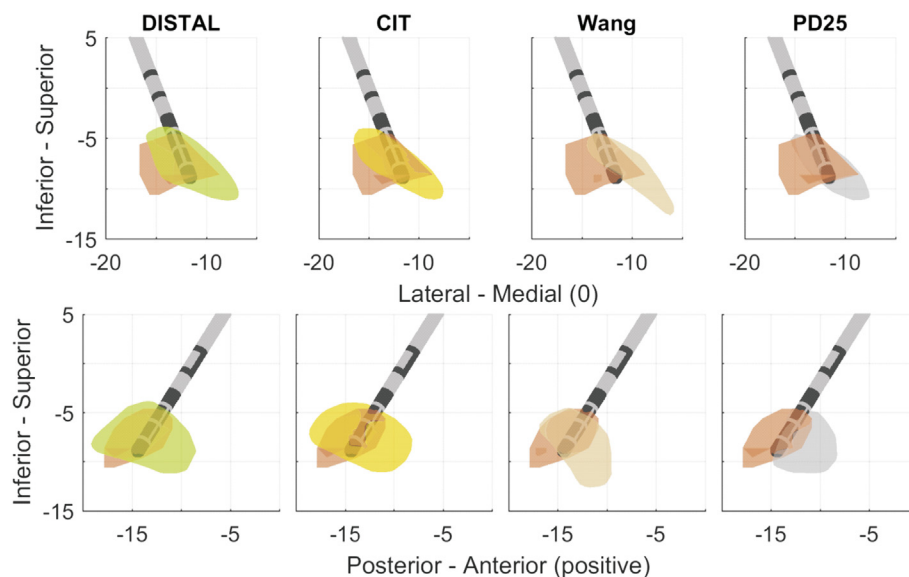 DISTAL CIT Wang PD25
Inferior - Superior
5
-5
-15
-20 -10 -20 -10 -20 -10 -20 -10
Lateral - Medial (0)
Inferior - Superior
5
-5
-15
-15 -5 -15 -5 -15 -5 -15 -5
Posterior - Anterior (positive)